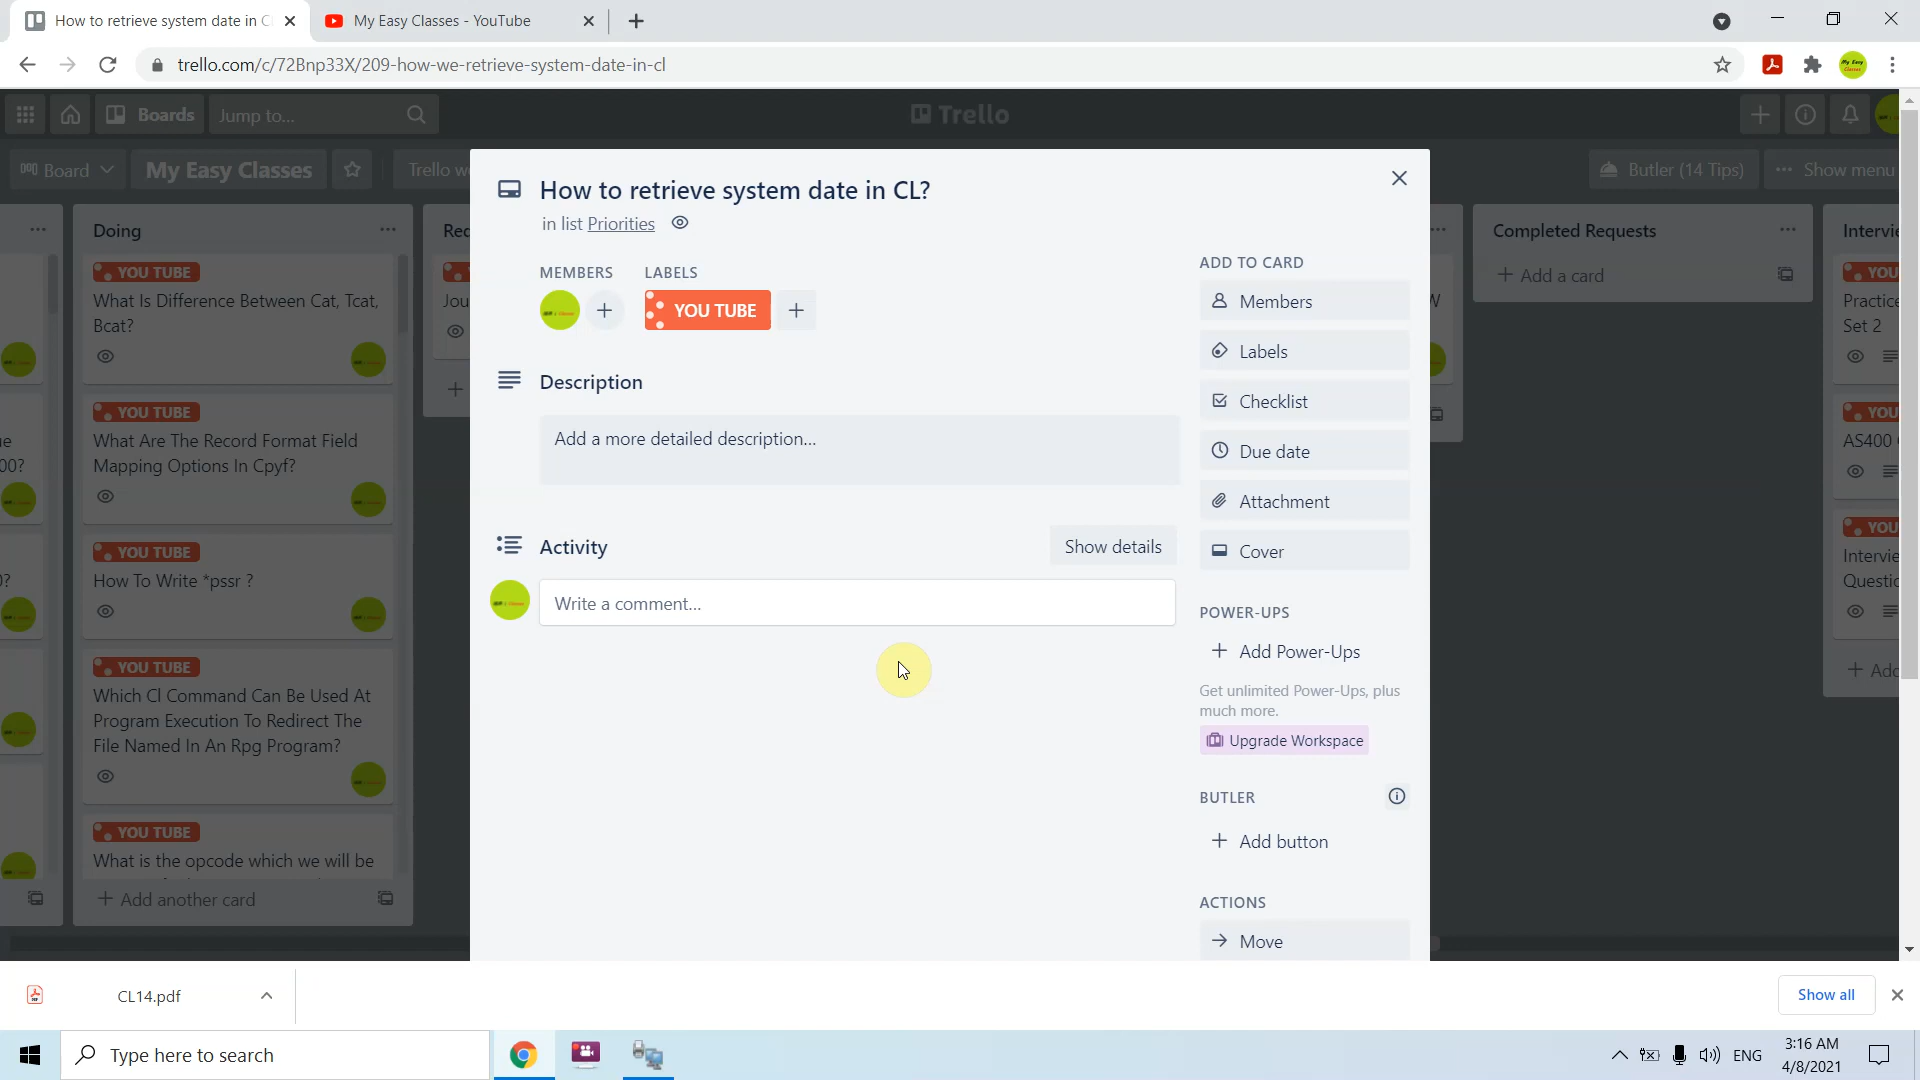 How to retrieve system date in C
My Easy Classes - YouTube
trello.com/c/72Bnp33X/209-how-we-retrieve-system-date-in-cl
Boards
Jump to...
Trello
Board
My Easy Classes
Trello
Butler (14 Tips)
Show menu
Doing
YOU TUBE
What Is Difference Between Cat, Tcat,
Bcat?
YOU TUBE
What Are The Record Format Field
Mapping Options In Cpyf?
YOU TUBE
How To Write *pssr ?
YOU TUBE
Which Cl Command Can Be Used At
Program Execution To Redirect The
File Named In An Rpg Program?
YOU TUBE
What is the opcode which we will be
+ Add another card
How to retrieve system date in CL?
in list Priorities
MEMBERS
LABELS
YOU TUBE
Description
Add a more detailed description...
Activity
Show details
Write a comment...
ADD TO CARD
Members
Labels
Checklist
Due date
Attachment
Cover
POWER-UPS
+ Add Power-Ups
Get unlimited Power-Ups, plus
much more.
Upgrade Workspace
BUTLER
+ Add button
ACTIONS
Move
Completed Requests
+ Add a card
Intervie
YOU
Practice
Set 2
YOU
AS400
YOU
Intervie
Questic
+ Add
CL14.pdf
Show all
Type here to search
ENG
3:16 AM
4/8/2021